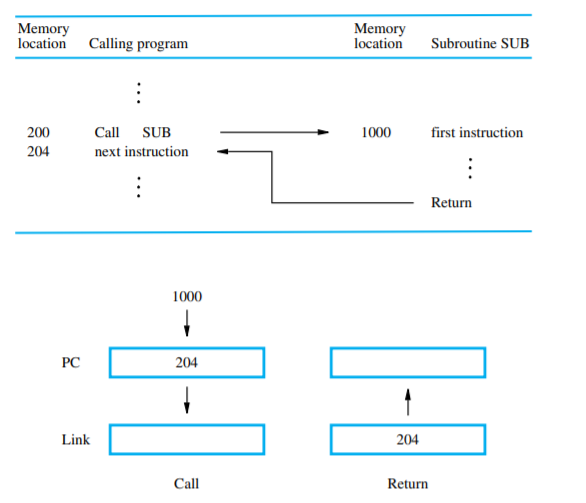 Memory location Calling program Memory location Subroutine SUB
200 Call SUB 1000 first instruction
204 next instruction
Return
1000
PC 204
Link 204
Call Return